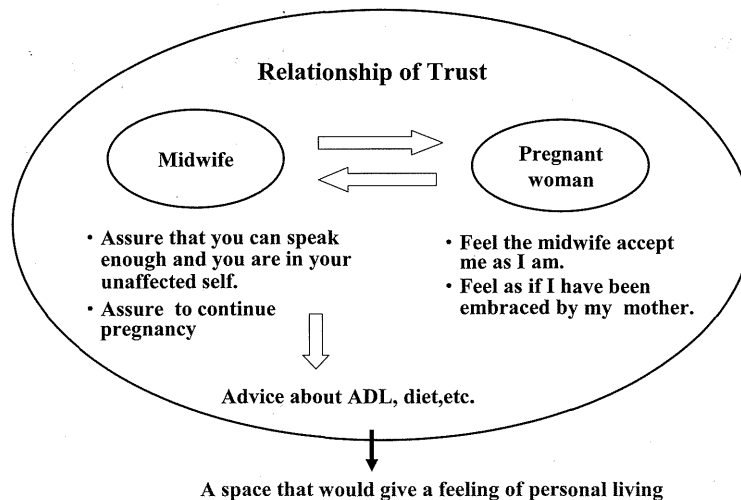 Relationship of Trust
Midwife
Pregnant
woman
・Assure that you can speak
enough and you are in your
unaffected self.
・Assure to continue
pregnancy
・Feel the midwife accept
me as I am.
・Feel as if I have been
embraced by my mother.
Advice about ADL, diet,etc.
A space that would give a feeling of personal living